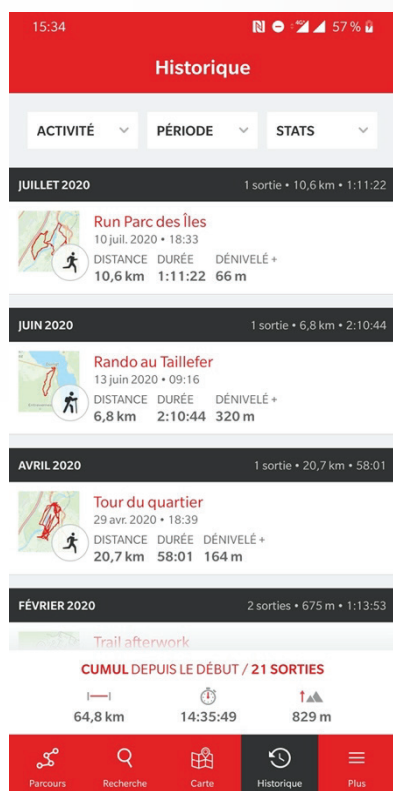 15:34 4G+ 57 %
Historique
ACTIVITÉ PÉRIODE STATS
JUILLET 2020 1 sortie • 10,6 km • 1:11:22
Run Parc des Îles
10 juil. 2020 • 18:33
DISTANCE DURÉE DÉNIVELÉ +
10,6 km 1:11:22 66 m
JUIN 2020 1 sortie • 6,8 km • 2:10:44
Rando au Taillefer
13 juin 2020 • 09:16
DISTANCE DURÉE DÉNIVELÉ +
6,8 km 2:10:44 320 m
AVRIL 2020 1 sortie • 20,7 km • 58:01
Tour du quartier
29 avr. 2020 • 18:39
DISTANCE DURÉE DÉNIVELÉ +
20,7 km 58:01 164 m
FÉVRIER 2020 2 sorties • 675 m • 1:13:53
Trail afterwork
CUMUL DEPUIS LE DÉBUT / 21 SORTIES
64,8 km 14:35:49 829 m
Parcours Recherche Carte Historique Plus